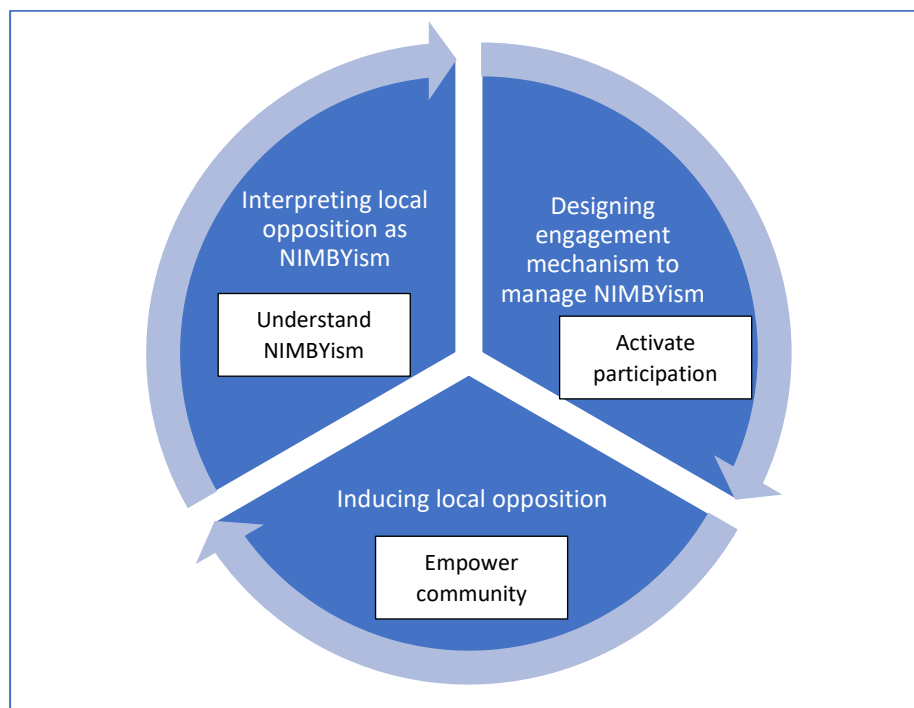 Interpreting local
opposition as
NIMBYism
Understand
NIMBYism
Designing
engagement
mechanism to
manage NIMBYism
Activate
participation
Inducing local opposition
Empower
community